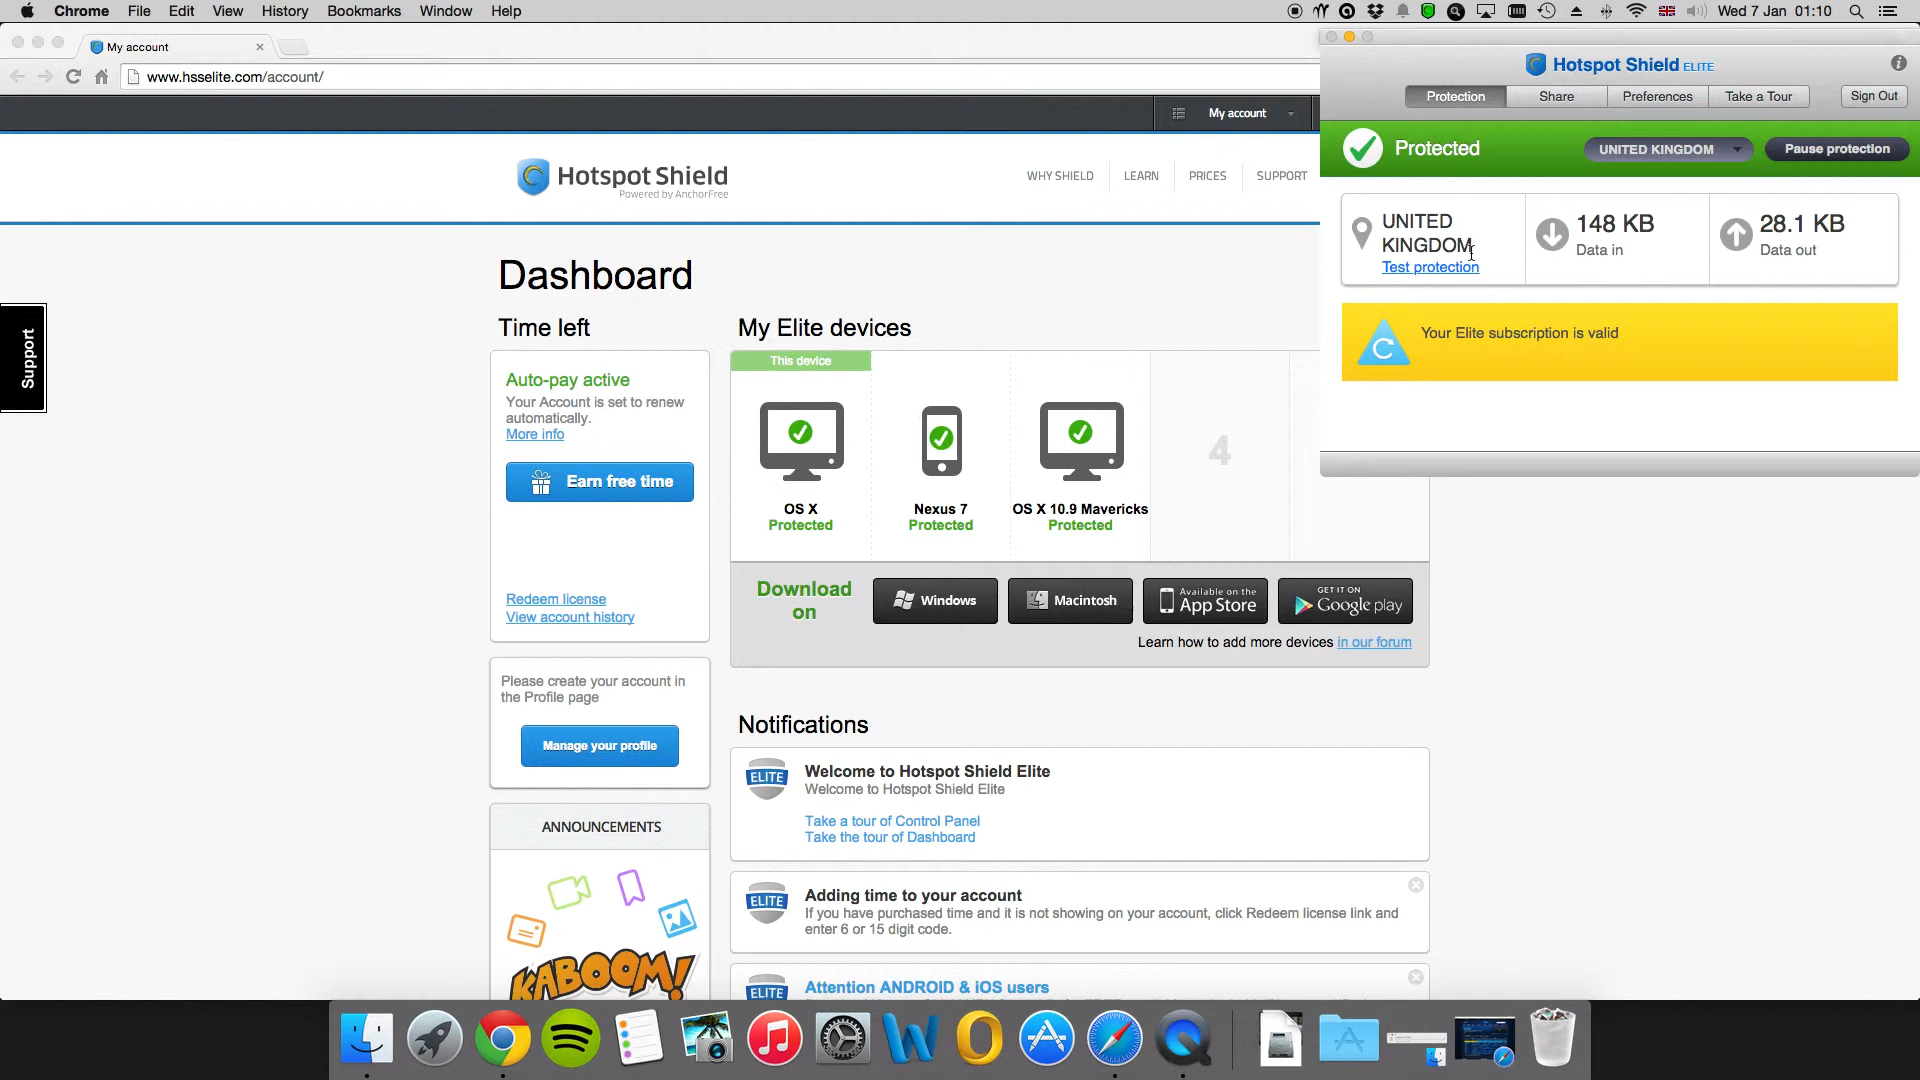 Chrome File Edit View History Bookmarks Window Help
Wed 7 Jan 01:10
My account
www.hsselite.com/account/
My account
Hotspot Shield
Powered by AnchorFree
WHY SHIELD LEARN PRICES SUPPORT
Support
Dashboard
Time left
Auto-pay active
Your Account is set to renew
automatically.
More info
Earn free time
Redeem license
View account history
Please create your account in
the Profile page
Manage your profile
ANNOUNCEMENTS
KABOOM!
My Elite devices
This device
OS X
Protected
Nexus 7
Protected
OS X 10.9 Mavericks
Protected
4
Download
on
Windows
Macintosh
Available on the
App Store
GET IT ON
Google play
Learn how to add more devices in our forum
Notifications
ELITE
Welcome to Hotspot Shield Elite
Welcome to Hotspot Shield Elite
Take a tour of Control Panel
Take the tour of Dashboard
ELITE
Adding time to your account
If you have purchased time and it is not showing on your account, click Redeem license link and
enter 6 or 15 digit code.
ELITE
Attention ANDROID & iOS users
Hotspot Shield ELITE
Protection Share Preferences Take a Tour Sign Out
Protected
UNITED KINGDOM
Pause protection
UNITED
KINGDOM
Test protection
148 KB
Data in
28.1 KB
Data out
Your Elite subscription is valid